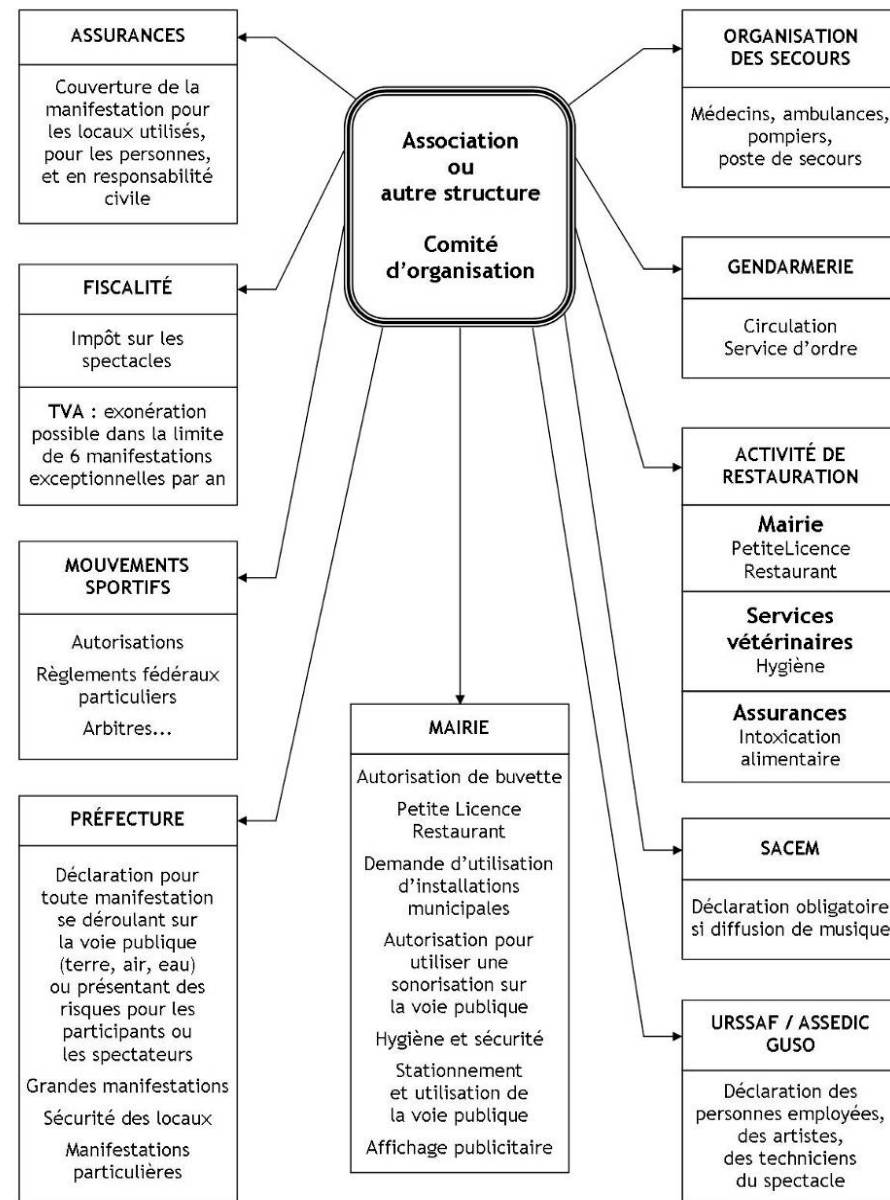 Association
ou
autre structure
Comité
d'organisation
ASSURANCES
Couverture de la
manifestation pour
les locaux utilisés,
pour les personnes,
et en responsabilité
civile
FISCALITÉ
Impôt sur les
spectacles
TVA : exonération
possible dans la limite
de 6 manifestations
exceptionnelles par an
MOUVEMENTS
SPORTIFS
Autorisations
Règlements fédéraux
particuliers
Arbitres...
PRÉFECTURE
Déclaration pour
toute manifestation
se déroulant sur
la voie publique
(terre, air, eau)
ou présentant des
risques pour les
participants ou
les spectateurs
Grandes manifestations
Sécurité des locaux
Manifestations
particulières
MAIRIE
Autorisation de buvette
Petite Licence
Restaurant
Demande d'utilisation
d'installations
municipales
Autorisation pour
utiliser une
sonorisation sur
la voie publique
Hygiène et sécurité
Stationnement
et utilisation de
la voie publique
Affichage publicitaire
ORGANISATION
DES SECOURS
Médecins, ambulances,
pompiers,
poste de secours
GENDARMERIE
Circulation
Service d'ordre
ACTIVITÉ DE
RESTAURATION
Mairie
PetiteLicence
Restaurant
Services
vétérinaires
Hygiène
Assurances
Intoxication
alimentaire
SACEM
Déclaration obligatoire
si diffusion de musique
URSSAF / ASSEDIC
GUSO
Déclaration des
personnes employées,
des artistes,
des techniciens
du spectacle